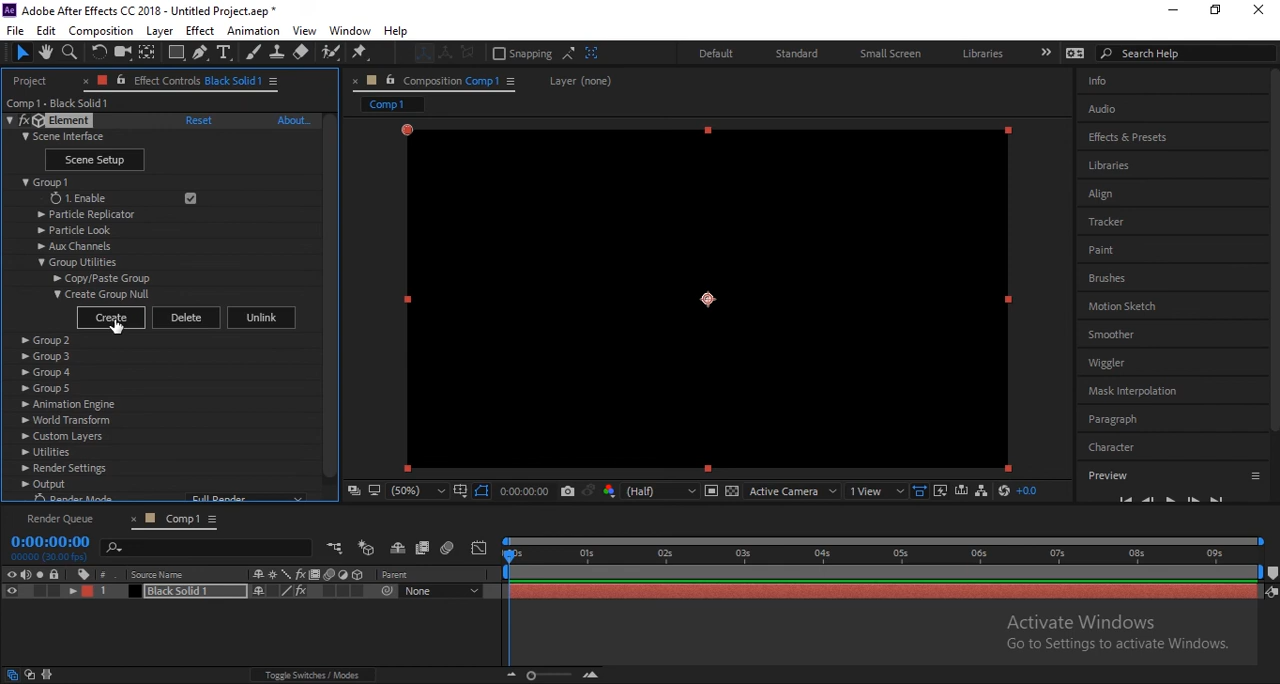 Adobe After Effects CC 2018 - Untitled Project.aep *
File Edit Composition Layer Effect Animation View Window Help
Snapping Default Standard Small Screen Libraries Search Help
Project Effect Controls Black Solid 1 Composition Comp 1 Layer (none) Info
Comp 1 • Black Solid 1 Comp 1
Audio
fx Element Reset About...
Scene Interface Effects & Presets
Scene Setup Libraries
Group 1
1. Enable Align
Particle Replicator Tracker
Particle Look
Aux Channels Paint
Group Utilities
Copy/Paste Group Brushes
Create Group Null Motion Sketch
Create Delete Unlink
Group 2 Smoother
Group 3 Wiggler
Group 4
Group 5 Mask Interpolation
Animation Engine
World Transform Paragraph
Custom Layers Character
Utilities
Render Settings Preview
Output
Render Mode Full Render
(50%) 0:00:00:00 (Half) Active Camera 1 View +0.0
Render Queue Comp 1
0:00:00:00
00000 (30.00 fps)
01s 02s 03s 04s 05s 06s 07s 08s 09s
# Source Name fx Parent
1 Black Solid 1 fx None
Activate Windows
Go to Settings to activate Windows.
Toggle Switches / Modes